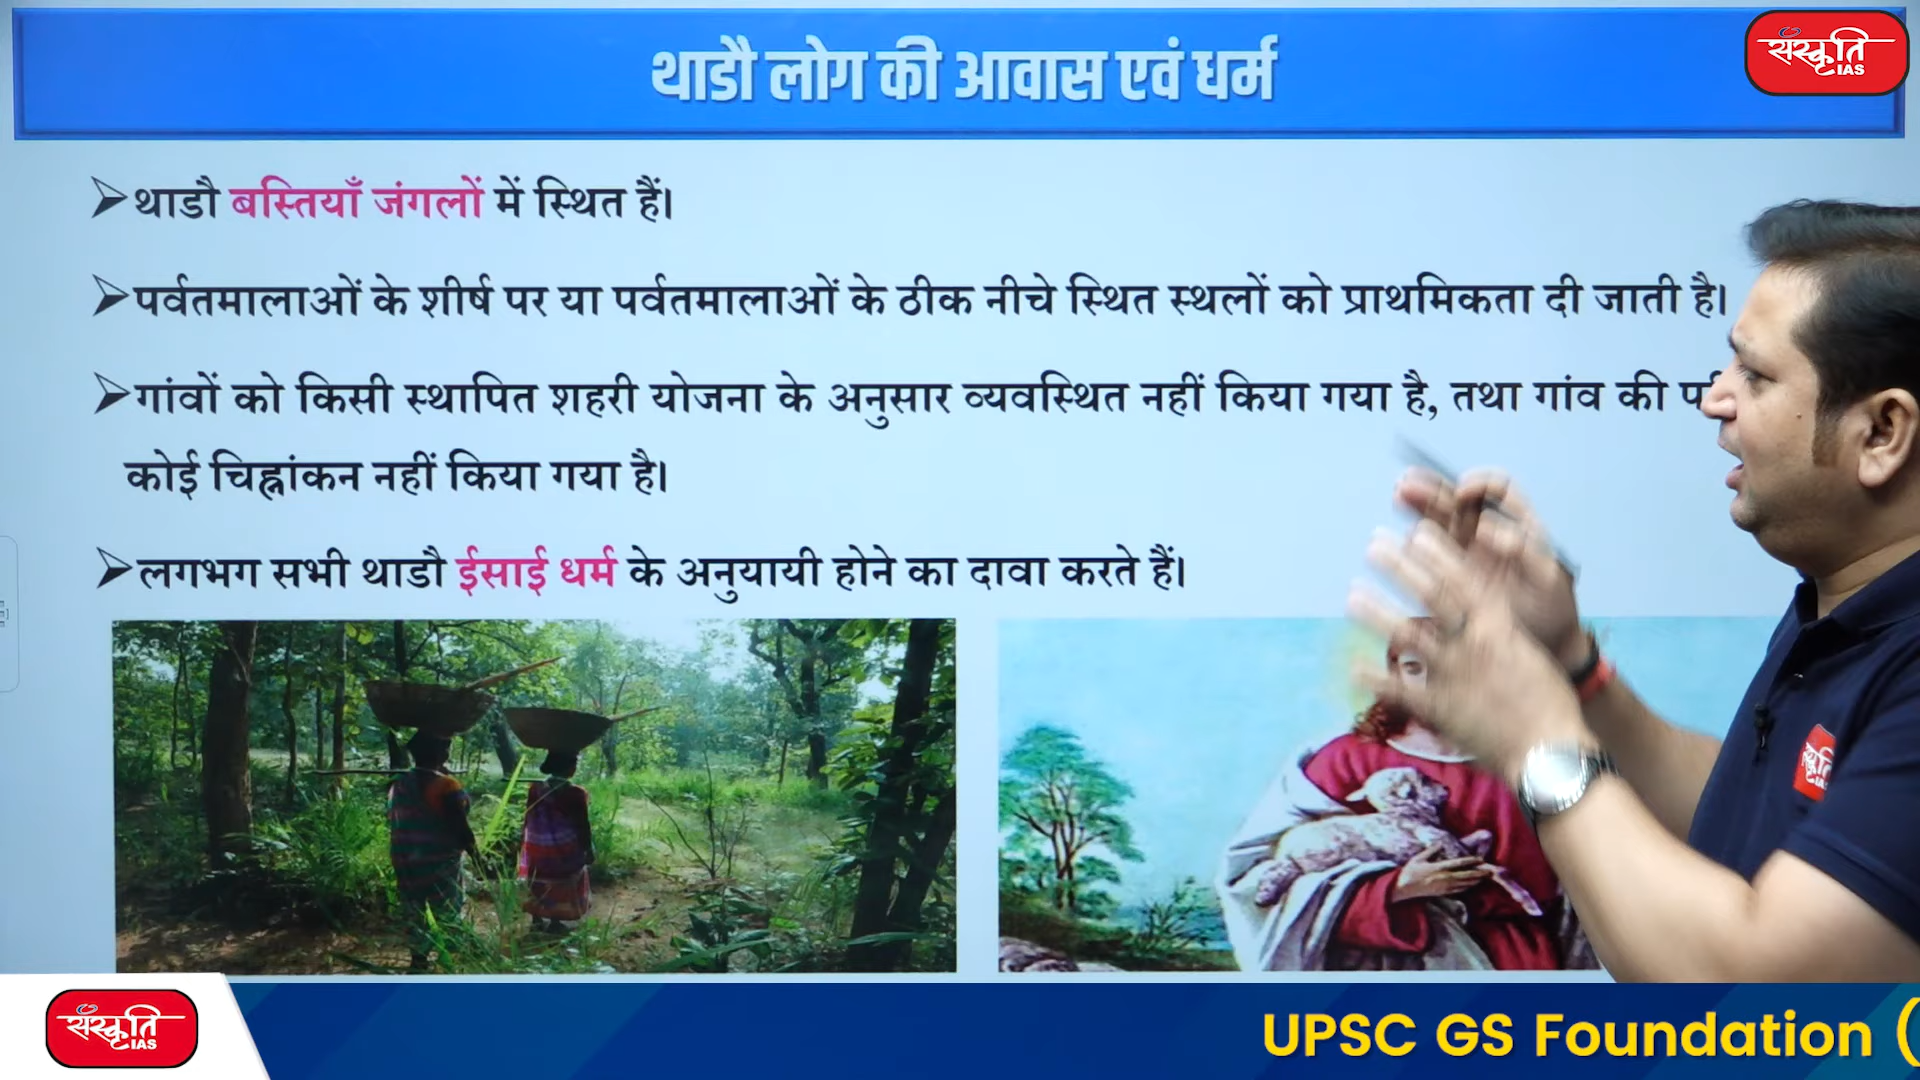 थाडौ लोग की आवास एवं धर्म
संस्कृति
IAS
थाडौ बस्तियाँ जंगलों में स्थित हैं।
पर्वतमालाओं के शीर्ष पर या पर्वतमालाओं के ठीक नीचे स्थित स्थलों को प्राथमिकता दी जाती है।
गांवों को किसी स्थापित शहरी योजना के अनुसार व्यवस्थित नहीं किया गया है, तथा गांव की
कोई चिह्नांकन नहीं किया गया है।
लगभग सभी थाडौ ईसाई धर्म के अनुयायी होने का दावा करते हैं।
संस्कृति
IAS
UPSC GS Foundation (